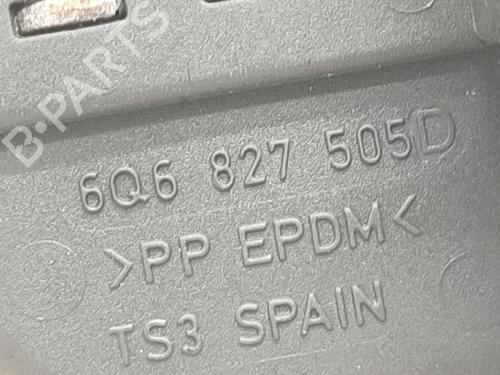 B-PARTS
6Q6 827 505D
>PP EPDM<
TS3 SPAIN